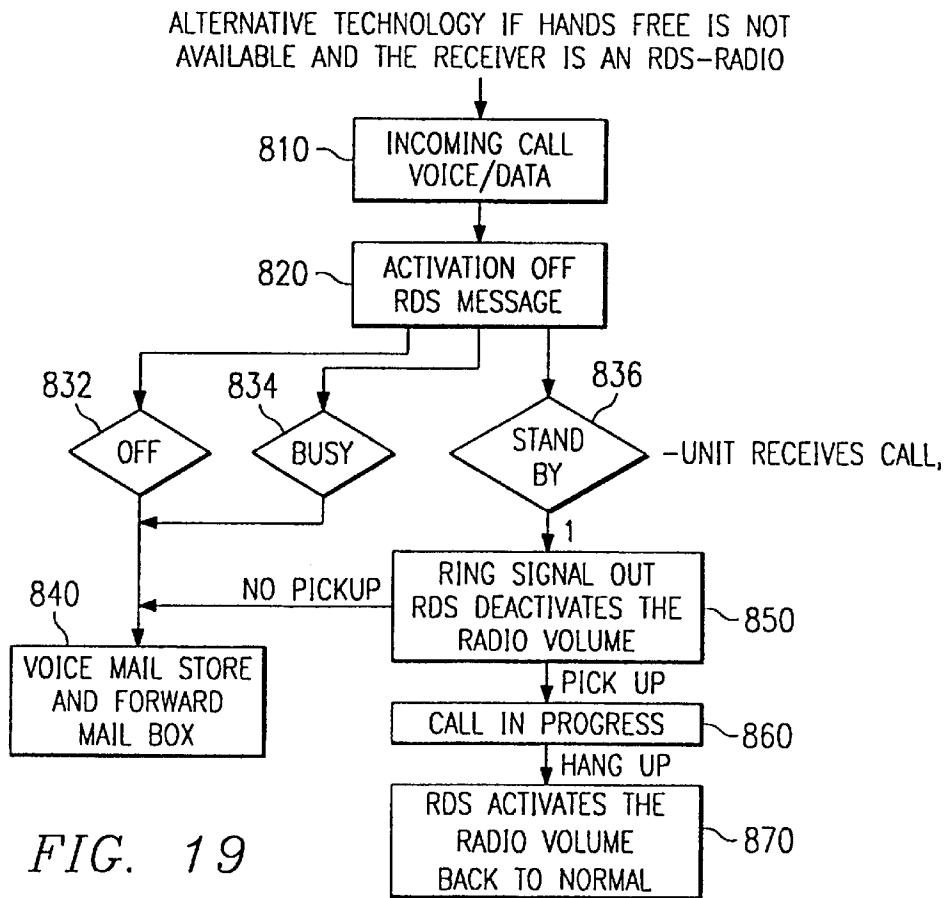 ALTERNATIVE TECHNOLOGY IF HANDS FREE IS NOT
AVAILABLE AND THE RECEIVER IS AN RDS-RADIO
810
INCOMING CALL
VOICE/DATA
820
ACTIVATION OFF
RDS MESSAGE
832
OFF
834
BUSY
836
STAND
BY
-UNIT RECEIVES CALL,
1
RING SIGNAL OUT
RDS DEACTIVATES THE
RADIO VOLUME
850
NO PICKUP
840
VOICE MAIL STORE
AND FORWARD
MAIL BOX
PICK UP
CALL IN PROGRESS
860
HANG UP
RDS ACTIVATES THE
RADIO VOLUME
BACK TO NORMAL
870
FIG. 19